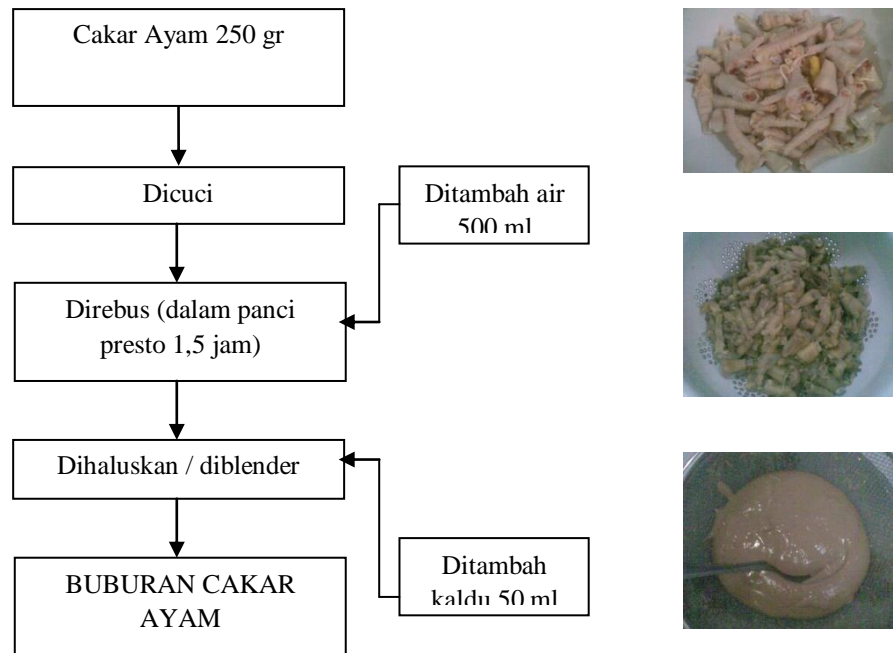 Cakar Ayam 250 gr
Dicuci
Ditambah air
500 ml
Direbus (dalam panci
presto 1,5 jam)
Dihaluskan / diblender
Ditambah
kaldu 50 ml
BUBURAN CAKAR
AYAM